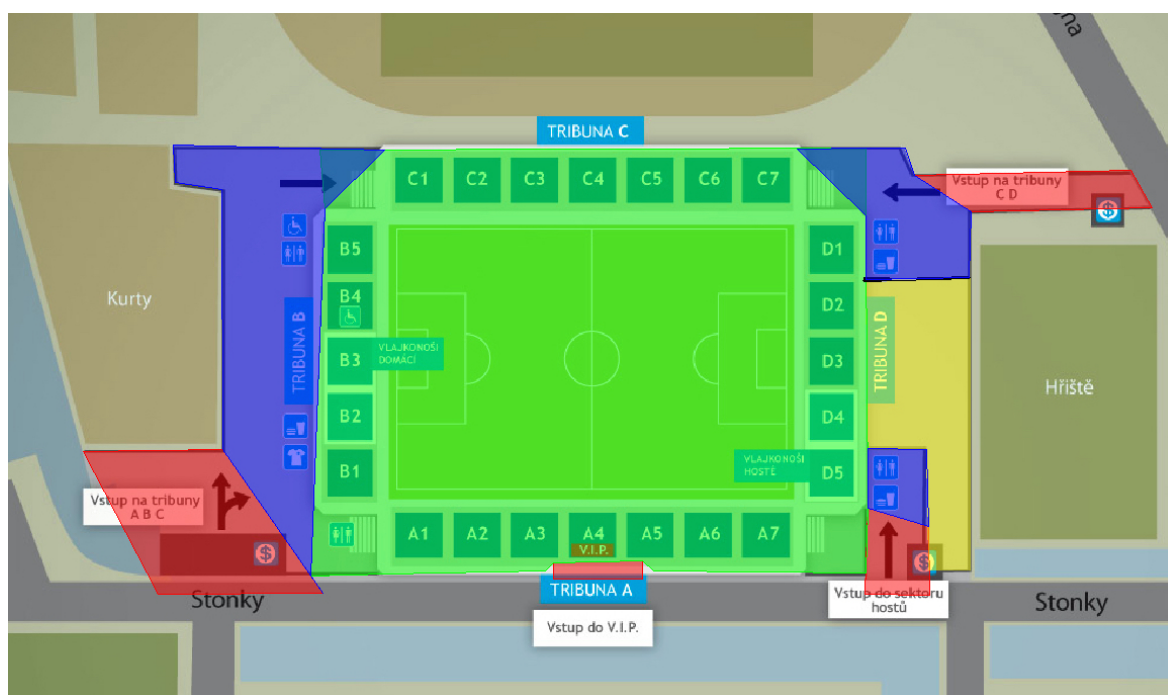 TRIBUNA C
C1 C2 C3 C4 C5 C6 C7
Vstup na tribuny
C D
B5
D1
B4
D2
Kurty
TRIBUNA B
VLAJKONOŠI
DOMÁCÍ
B3
TRIBUNA D
D3
Hřiště
B2
D4
VLAJKONOŠI
HOSTÉ
B1
D5
Vstup na tribuny
A B C
A1 A2 A3 A4 A5 A6 A7
V.I.P.
TRIBUNA A
Stonky
Vstup do sektoru
hostů
Stonky
Vstup do V.I.P.